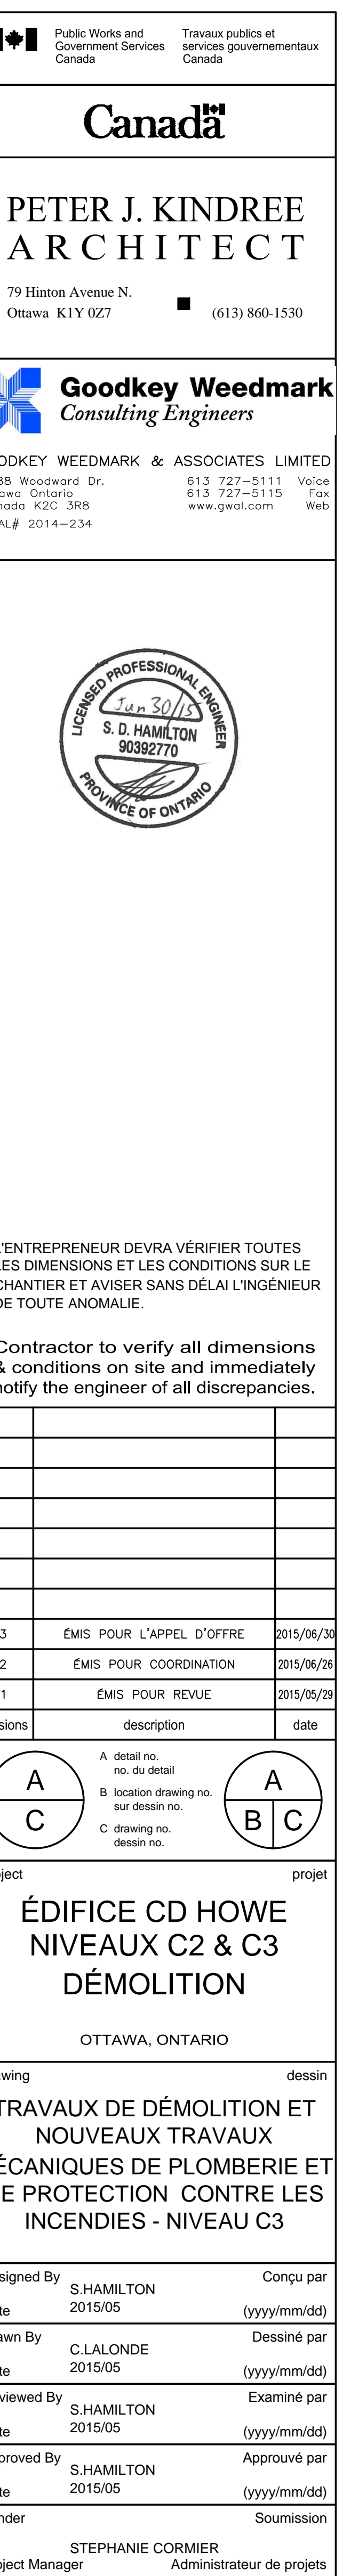 Public Works and Government Services Canada
Travaux publics et services gouvernementaux Canada
Canada
PETER J. KINDREE
ARCHITECT
79 Hinton Avenue N.
Ottawa K1Y 0Z7 ■ (613) 860-1530
Goodkey Weedmark
Consulting Engineers
ODKEY WEEDMARK & ASSOCIATES LIMITED
88 Woodward Dr. 613 727-5111 Voice
awa Ontario 613 727-5115 Fax
nada K2C 3R8 www.gwal.com Web
AL# 2014-234
LICENSED PROFESSIONAL ENGINEER
Jun 30/15
S. D. HAMILTON
90392770
PROVINCE OF ONTARIO
L'ENTREPRENEUR DEVRA VÉRIFIER TOUTES
LES DIMENSIONS ET LES CONDITIONS SUR LE
CHANTIER ET AVISER SANS DÉLAI L'INGÉNIEUR
DE TOUTE ANOMALIE.
Contractor to verify all dimensions
& conditions on site and immediately
notify the engineer of all discrepancies.
3 ÉMIS POUR L'APPEL D'OFFRE 2015/06/30
2 ÉMIS POUR COORDINATION 2015/06/26
1 ÉMIS POUR REVUE 2015/05/29
sions description date
A
C
A detail no.
no. du detail
B location drawing no.
sur dessin no.
C drawing no.
dessin no.
A
B C
ject projet
ÉDIFICE CD HOWE
NIVEAUX C2 & C3
DÉMOLITION
OTTAWA, ONTARIO
wing dessin
TRAVAUX DE DÉMOLITION ET
NOUVEAUX TRAVAUX
ÉCANIQUES DE PLOMBERIE ET
E PROTECTION CONTRE LES
INCENDIES - NIVEAU C3
signed By Conçu par
S.HAMILTON
te 2015/05 (yyyy/mm/dd)
awn By Dessiné par
C.LALONDE
te 2015/05 (yyyy/mm/dd)
viewed By Examiné par
S.HAMILTON
te 2015/05 (yyyy/mm/dd)
proved By Approuvé par
S.HAMILTON
te 2015/05 (yyyy/mm/dd)
nder Soumission
STEPHANIE CORMIER
oject Manager Administrateur de projets